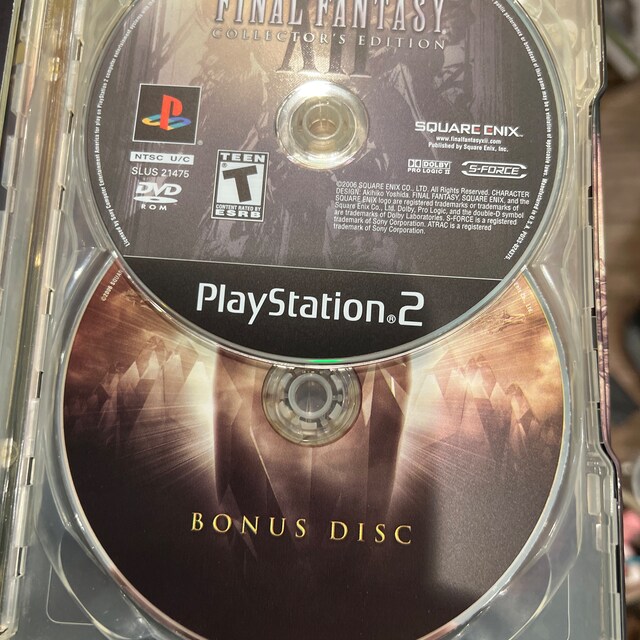 FINAL FANTASY
COLLECTOR'S EDITION
XII
NTSC U/C
SLUS 21475
DVD
ROM
TEEN
T
CONTENT RATED BY
ESRB
SQUARE ENIX
www.finalfantasyxii.com
Published by Square Enix, Inc.
DOLBY
PRO LOGIC II
S-FORCE
©2006 SQUARE ENIX CO., LTD. All Rights Reserved. CHARACTER
DESIGN: Akihiko Yoshida. FINAL FANTASY, SQUARE ENIX, and the
SQUARE ENIX logo are registered trademarks or trademarks of
Square Enix Co., Ltd. Dolby, Pro Logic, and the double-D symbol
are trademarks of Dolby Laboratories. S-FORCE is a registered
trademark of Sony Corporation. ATRAC is a registered
trademark of Sony Corporation.
PlayStation®2
BONUS DISC